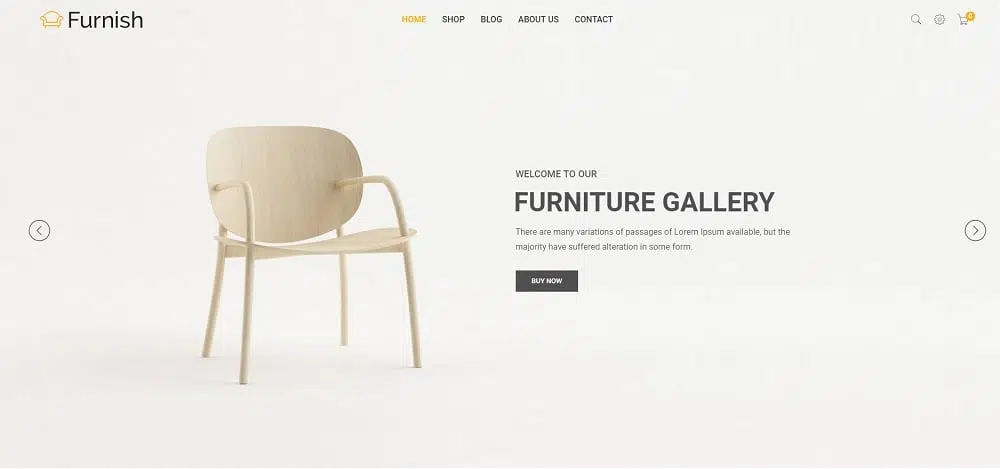 Furnish
HOME SHOP BLOG ABOUT US CONTACT
4
WELCOME TO OUR
FURNITURE GALLERY
There are many variations of passages of Lorem Ipsum available, but the
majority have suffered alteration in some form.
BUY NOW